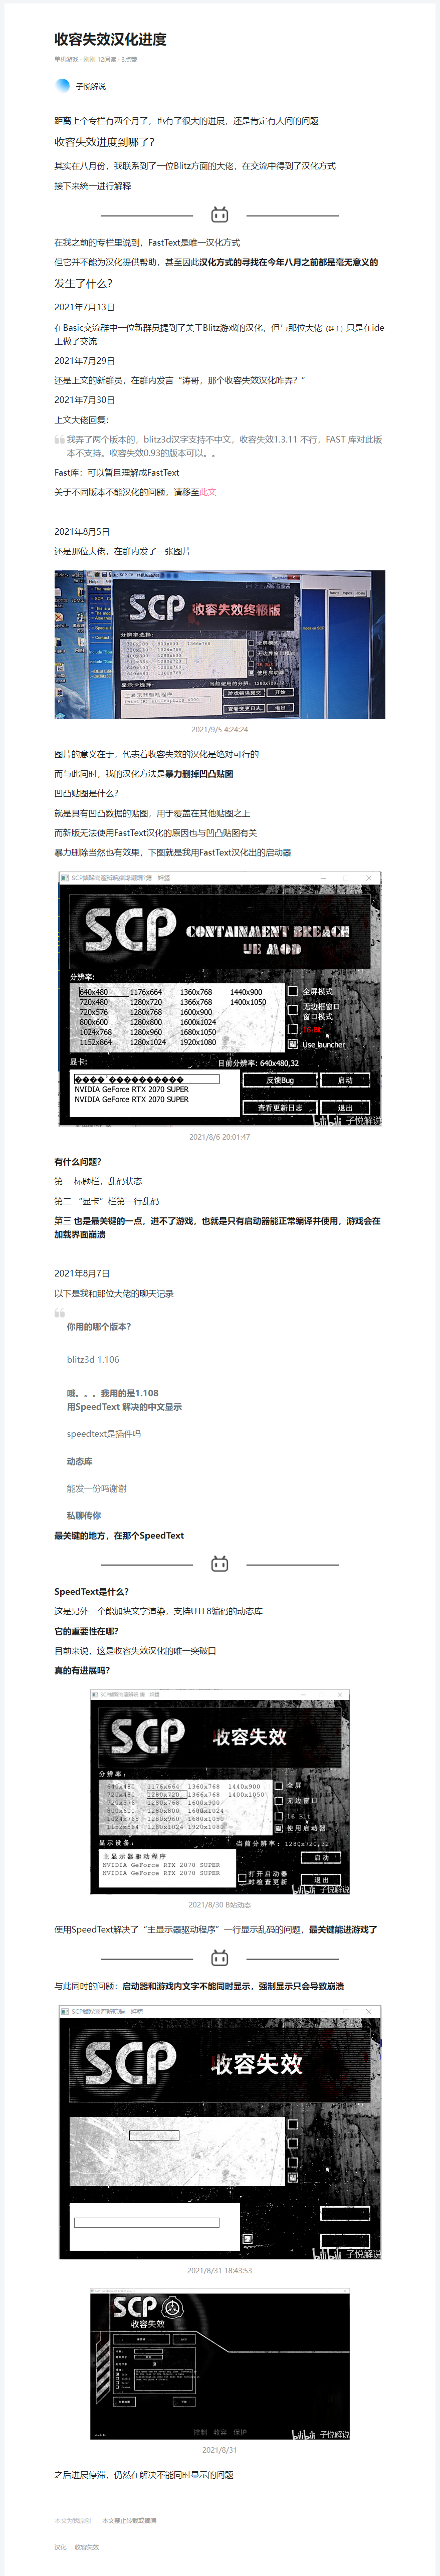 收容失效汉化进度
单机游戏 · 刚刚 12阅读 · 3点赞
子悦解说
距离上个专栏有两个月了，也有了很大的进展，还是肯定有人问的问题
收容失效进度到哪了？
其实在八月份，我联系到了一位Blitz方面的大佬，在交流中得到了汉化方式
接下来统一进行解释
在我之前的专栏里说到，FastText是唯一汉化方式
但它并不能为汉化提供帮助，甚至因此汉化方式的寻找在今年八月之前都是毫无意义的
发生了什么？
2021年7月13日
在Basic交流群中一位新群员提到了关于Blitz游戏的汉化，但与那位大佬（群主）只是在ide
上做了交流
2021年7月29日
还是上文的新群员，在群内发言“涛哥，那个收容失效汉化咋弄？”
2021年7月30日
上文大佬回复：
我弄了两个版本的，blitz3d汉字支持不中文，收容失效1.3.11 不行，FAST 库对此版
本不支持。收容失效0.93的版本可以。。
Fast库：可以暂且理解成FastText
关于不同版本不能汉化的问题，请移至此文
2021年8月5日
还是那位大佬，在群内发了一张图片
SCP 收容失效终极版
分辨率选择:
显示卡选择:
游戏错误提交 开始
查看变更日志 退出
2021/9/5 4:24:24
图片的意义在于，代表着收容失效的汉化是绝对可行的
而与此同时，我的汉化方法是暴力删掉凹凸贴图
凹凸贴图是什么？
就是具有凹凸数据的贴图，用于覆盖在其他贴图之上
而新版无法使用FastText汉化的原因也与凹凸贴图有关
暴力删除当然也有效果，下图就是我用FastText汉化出的启动器
SCP CONTAINMENT BREACH
UE MOD
分辨率:
640x480 1176x664 1360x768 1440x900
720x480 1280x720 1366x768 1400x1050
720x576 1280x768 1600x900
800x600 1280x800 1600x1024
1024x768 1280x960 1680x1050
1152x864 1280x1024 1920x1080
全屏模式
无边框窗口
窗口模式
16-Bit
Use launcher
显卡:
目前分辨率: 640x480,32
NVIDIA GeForce RTX 2070 SUPER
NVIDIA GeForce RTX 2070 SUPER
反馈Bug 启动
查看更新日志 退出
bilibili 子悦解说
2021/8/6 20:01:47
有什么问题？
第一 标题栏，乱码状态
第二 “显卡”栏第一行乱码
第三 也是最关键的一点，进不了游戏，也就是只有启动器能正常编译并使用，游戏会在
加载界面崩溃
2021年8月7日
以下是我和那位大佬的聊天记录
你用的哪个版本？
blitz3d 1.106
哦。。。我用的是1.108
用SpeedText 解决的中文显示
speedtext是插件吗
动态库
能发一份吗谢谢
私聊传你
最关键的地方，在那个SpeedText
SpeedText是什么？
这是另外一个能加块文字渲染，支持UTF8编码的动态库
它的重要性在哪？
目前来说，这是收容失效汉化的唯一突破口
真的有进展吗？
SCP 收容失效
分辨率：
640x480 1176x664 1360x768 1440x900
720x480 1280x720 1366x768 1400x1050
720x576 1280x768 1600x900
800x600 1280x800 1600x1024
1024x768 1280x960 1680x1050
1152x864 1280x1024 1920x1080
全屏
无边窗口
16 Bit
使用启动器
显示设备：
当前分辨率：1280x720,32
主显示器驱动程序
NVIDIA GeForce RTX 2070 SUPER
NVIDIA GeForce RTX 2070 SUPER
打开启动器
时检查更新
启动
退出
bilibili 子悦解说
2021/8/30 B站动态
使用SpeedText解决了“主显示器驱动程序”一行显示乱码的问题，最关键能进游戏了
与此同时的问题：启动器和游戏内文字不能同时显示，强制显示只会导致崩溃
SCP 收容失效
bilibili 子悦解说
2021/8/31 18:43:53
SCP
收容失效
控制 收容 保护
bilibili 子悦解说
2021/8/31
之后进展停滞，仍然在解决不能同时显示的问题
本文为我原创 本文禁止转载或摘编
汉化 收容失效